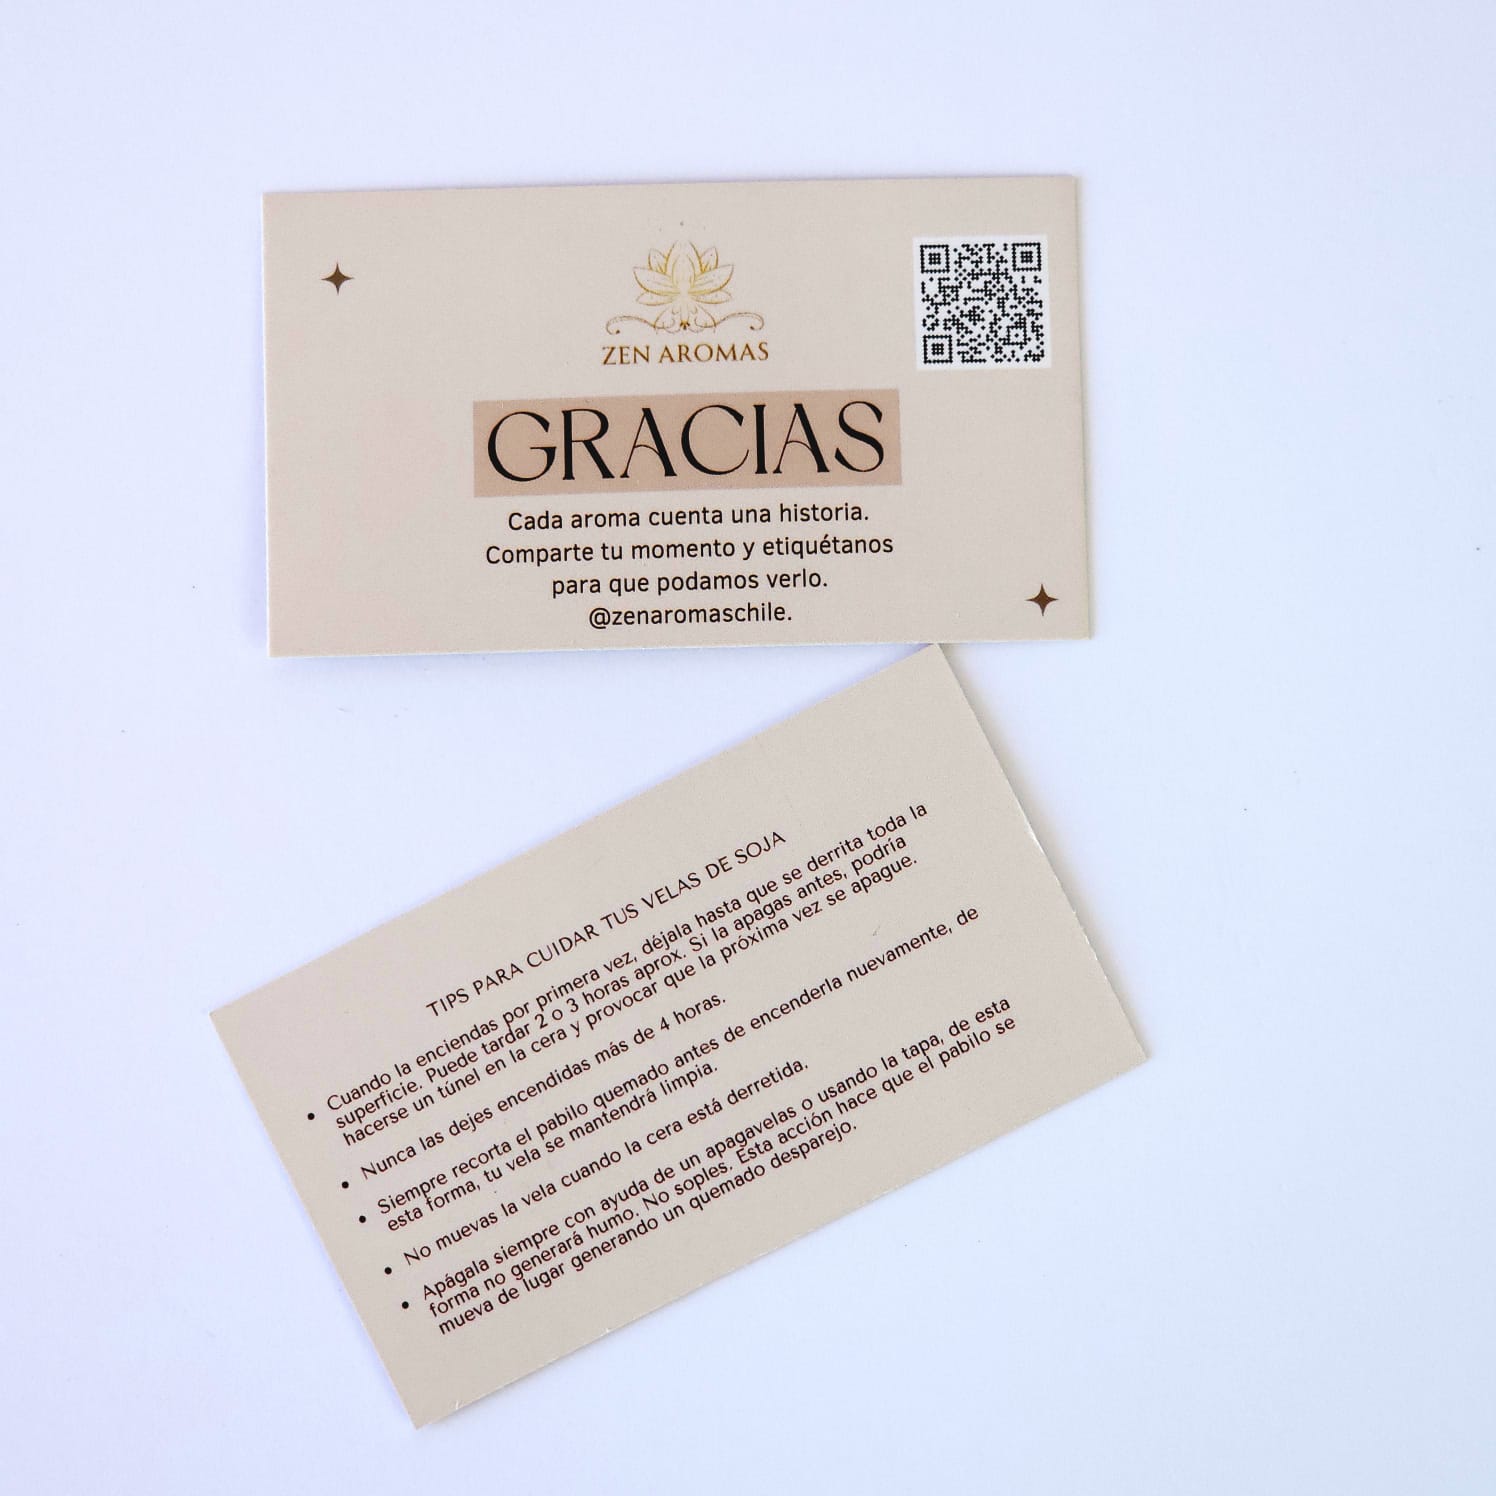 ZEN AROMAS
GRACIAS
Cada aroma cuenta una historia.
Comparte tu momento y etiquétanos
para que podamos verlo.
@zenaromaschile.
TIPS PARA CUIDAR TUS VELAS DE SOJA
• Cuando la enciendas por primera vez, déjala hasta que se derrita toda la
superficie. Puede tardar 2 o 3 horas aprox. Si la apagas antes, podría
hacerse un túnel en la cera y provocar que la próxima vez se apague.
• Nunca las dejes encendidas más de 4 horas.
• Siempre recorta el pabilo quemado antes de encenderla nuevamente, de
esta forma, tu vela se mantendrá limpia.
• No muevas la vela cuando la cera está derretida.
• Apágala siempre con ayuda de un apagavelas o usando la tapa, de esta
forma no generará humo. No soples. Esta acción hace que el pabilo se
mueva de lugar generando un quemado desparejo.